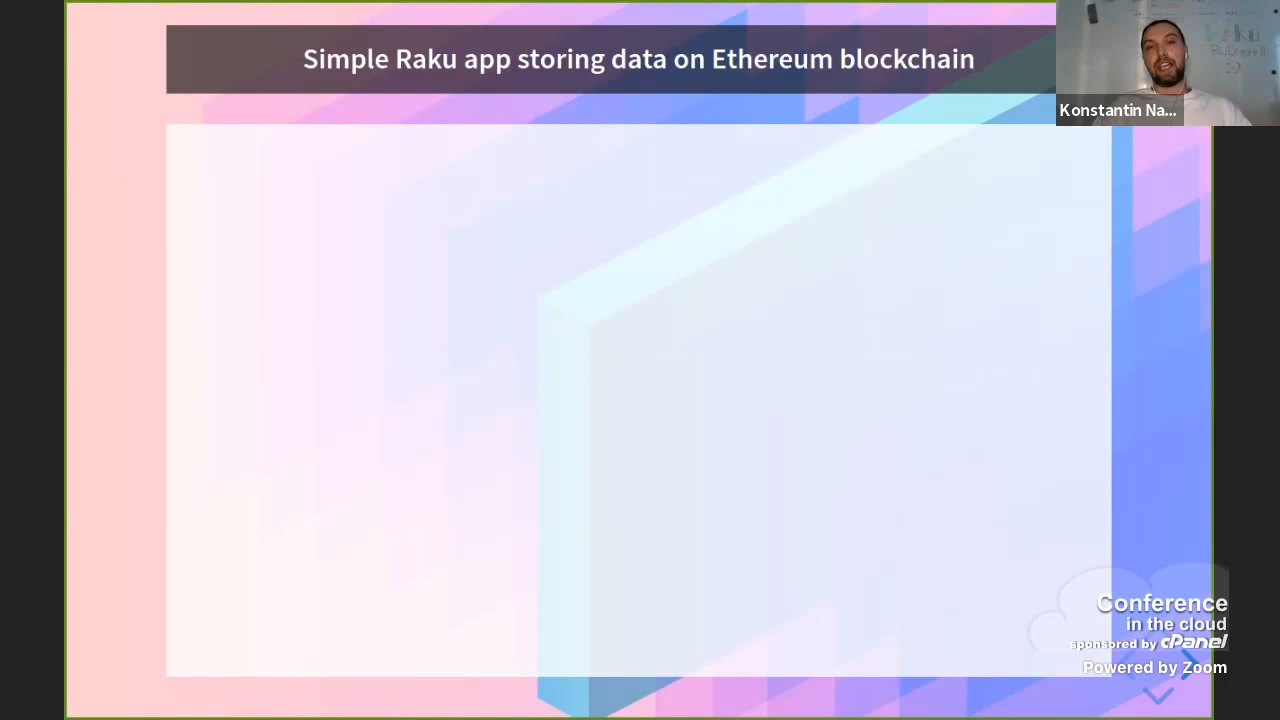 Simple Raku app storing data on Ethereum blockchain
Raku
Konstantin Na...
Conference
in the cloud
sponsored by cPanel
Powered by Zoom